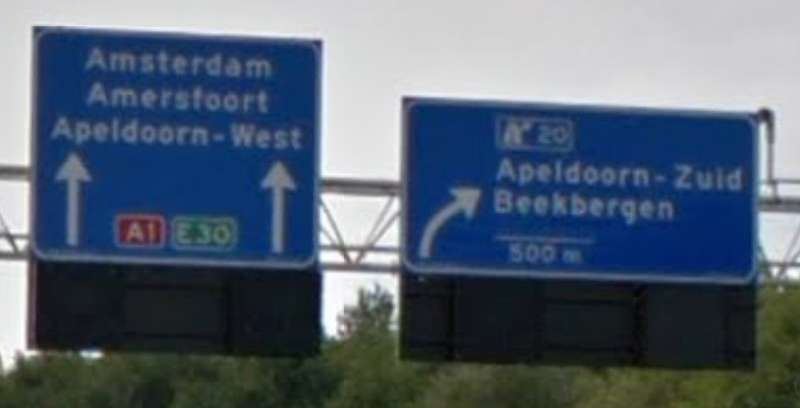 Amsterdam
Amersfoort
Apeldoorn-West
A1 E30
20
Apeldoorn-Zuid
Beekbergen
500 m